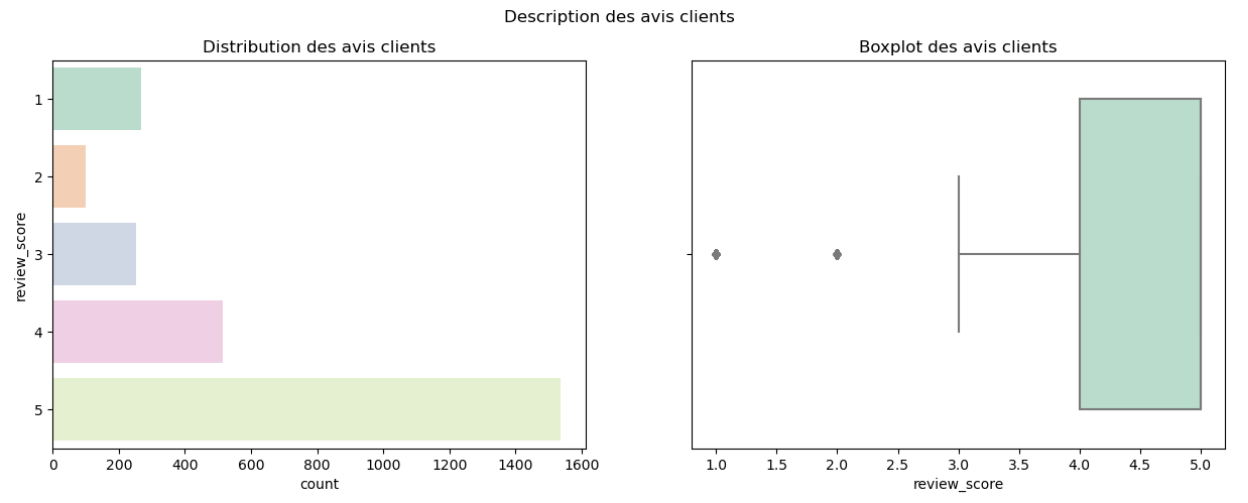 Description des avis clients
Distribution des avis clients
review_score
1
2
3
4
5
0 200 400 600 800 1000 1200 1400 1600
count
Boxplot des avis clients
1.0 1.5 2.0 2.5 3.0 3.5 4.0 4.5 5.0
review_score